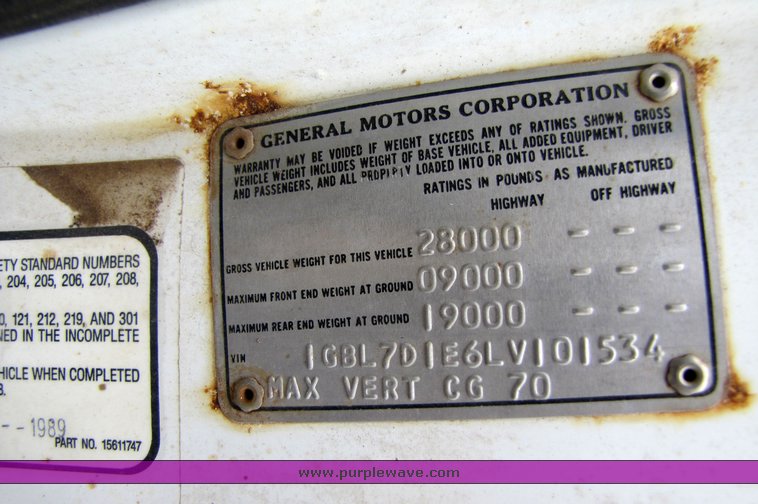 GENERAL MOTORS CORPORATION
WARRANTY MAY BE VOIDED IF WEIGHT EXCEEDS ANY OF RATINGS SHOWN. GROSS
VEHICLE WEIGHT INCLUDES WEIGHT OF BASE VEHICLE, ALL ADDED EQUIPMENT, DRIVER
AND PASSENGERS, AND ALL PROPERTY LOADED INTO OR ONTO VEHICLE.
RATINGS IN POUNDS AS MANUFACTURED
HIGHWAY OFF HIGHWAY
GROSS VEHICLE WEIGHT FOR THIS VEHICLE 28000 - - -
MAXIMUM FRONT END WEIGHT AT GROUND 09000 - - -
MAXIMUM REAR END WEIGHT AT GROUND 19000 - - -
VIN 1GBL7D1E6LV101534
MAX VERT CG 70
ETY STANDARD NUMBERS
, 204, 205, 206, 207, 208,
0, 121, 212, 219, AND 301
NED IN THE INCOMPLETE
HICLE WHEN COMPLETED
B.
-- 1989
PART NO. 15611747
www.purplewave.com